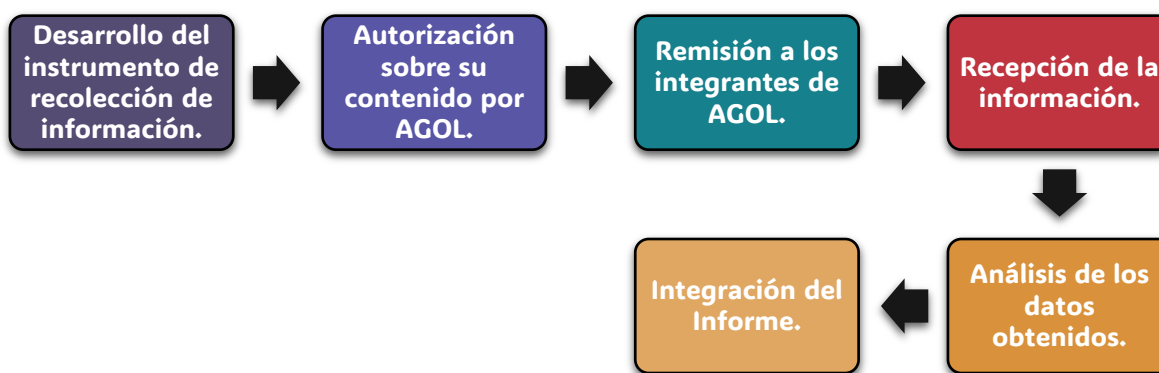 Desarrollo del
instrumento de
recolección de
información.
Autorización
sobre su
contenido por
AGOL.
Remisión a los
integrantes de
AGOL.
Recepción de la
información.
Análisis de los
datos
obtenidos.
Integración del
Informe.